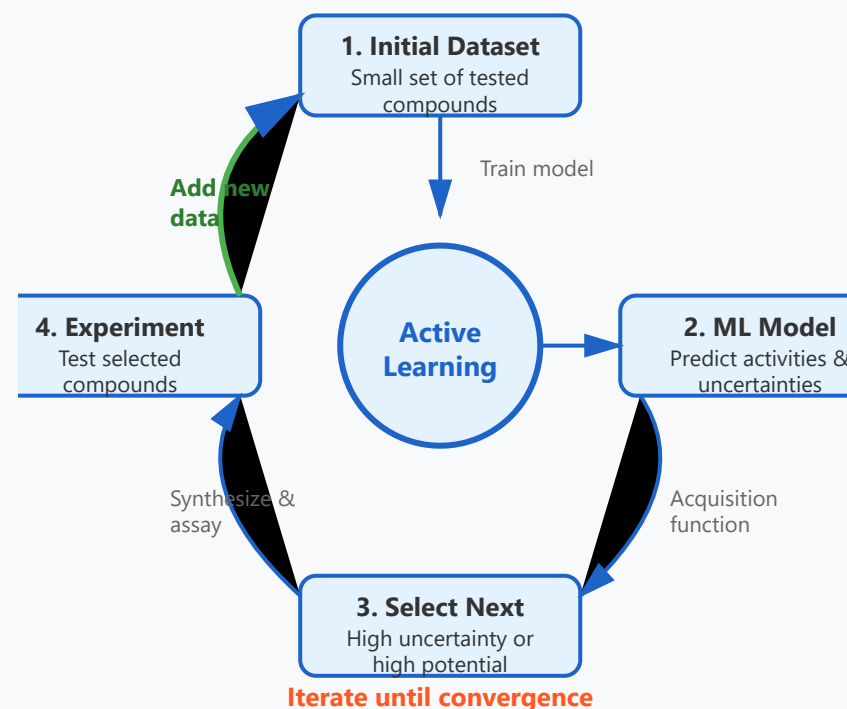 1. Initial Dataset
Small set of tested
compounds
Train model
Add new
data
Active
Learning
2. ML Model
Predict activities &
uncertainties
Acquisition
function
3. Select Next
High uncertainty or
high potential
Iterate until convergence
Synthesize &
assay
4. Experiment
Test selected
compounds